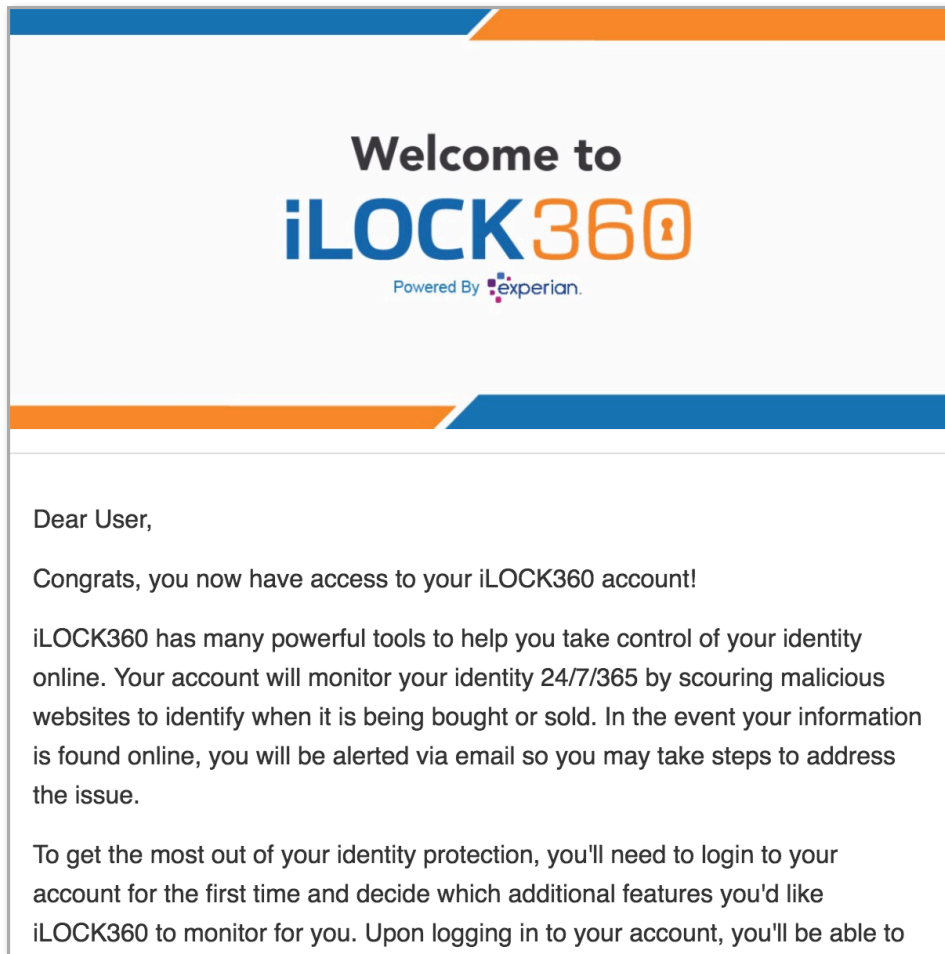 Welcome to
iLOCK360
Powered By experian.
Dear User,
Congrats, you now have access to your iLOCK360 account!
iLOCK360 has many powerful tools to help you take control of your identity
online. Your account will monitor your identity 24/7/365 by scouring malicious
websites to identify when it is being bought or sold. In the event your information
is found online, you will be alerted via email so you may take steps to address
the issue.
To get the most out of your identity protection, you'll need to login to your
account for the first time and decide which additional features you'd like
iLOCK360 to monitor for you. Upon logging in to your account, you'll be able to